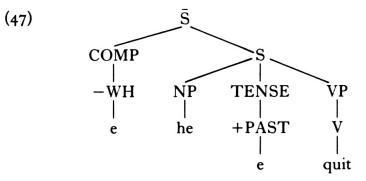 (47) S̄
COMP S
−WH NP TENSE VP
e he +PAST V
e quit